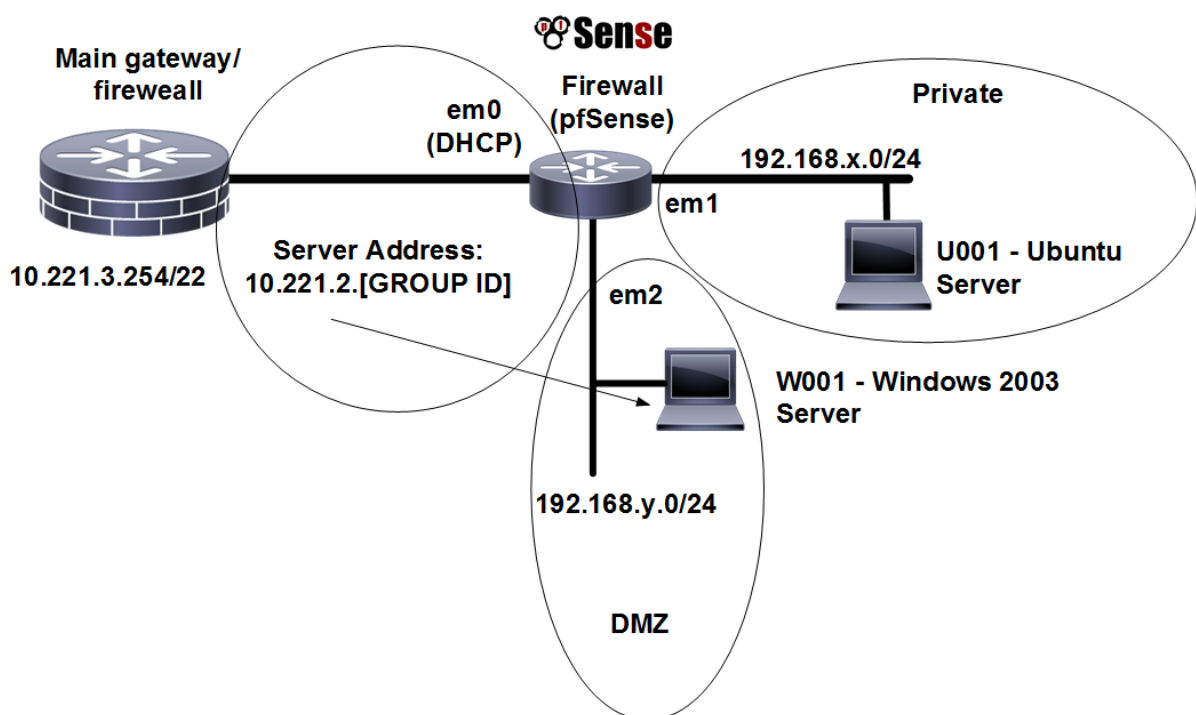 pf Sense
Main gateway/
fireweall
em0
(DHCP)
Firewall
(pfSense)
Private
192.168.x.0/24
em1
10.221.3.254/22
Server Address:
10.221.2.[GROUP ID]
U001 - Ubuntu
Server
em2
W001 - Windows 2003
Server
192.168.y.0/24
DMZ